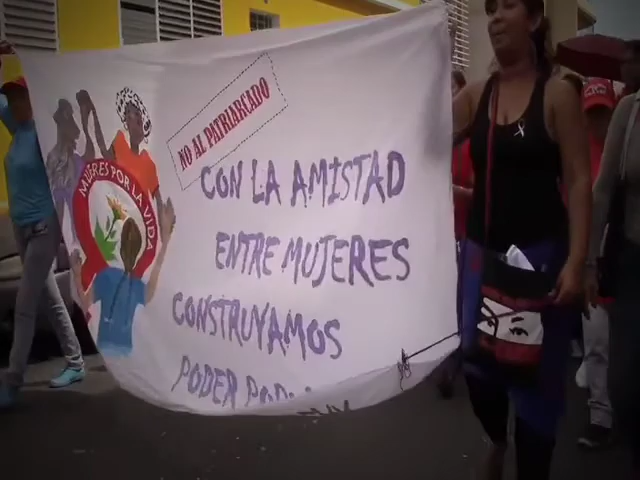 NO AL PATRIARCADO
MUJERES POR LA VIDA
CON LA AMISTAD
ENTRE MUJERES
CONSTRUYAMOS
PODER